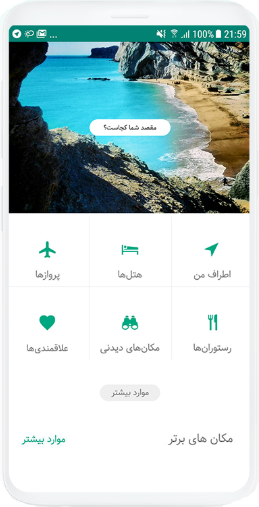 ... 100% 21:59
مقصد شما کجاست؟
اطراف من
هتل‌ها
پروازها
رستوران‌ها
مکان‌های دیدنی
علاقمندی‌ها
موارد بیشتر
مکان های برتر
موارد بیشتر